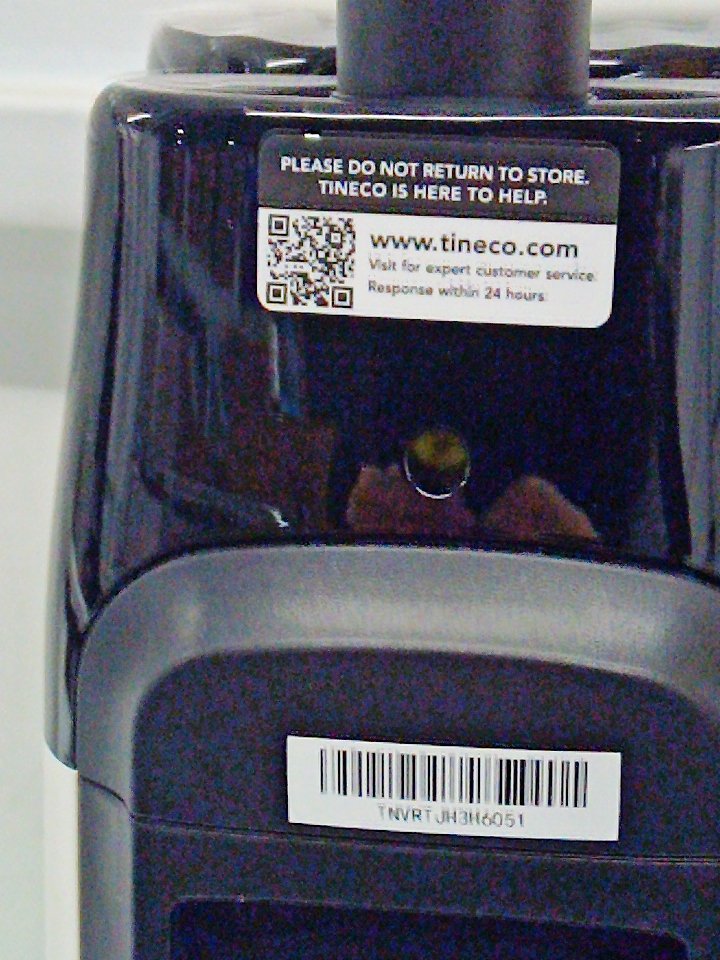 PLEASE DO NOT RETURN TO STORE.
TINECO IS HERE TO HELP.
www.tineco.com
Visit for expert customer service.
Response within 24 hours.
TNVRTJH3H6051